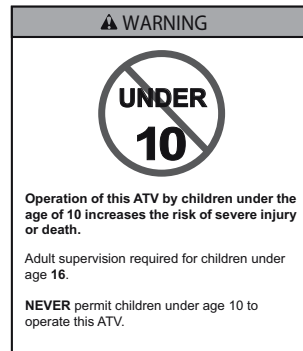 WARNING
UNDER
10
Operation of this ATV by children under the
age of 10 increases the risk of severe injury
or death.
Adult supervision required for children under
age 16.
NEVER permit children under age 10 to
operate this ATV.